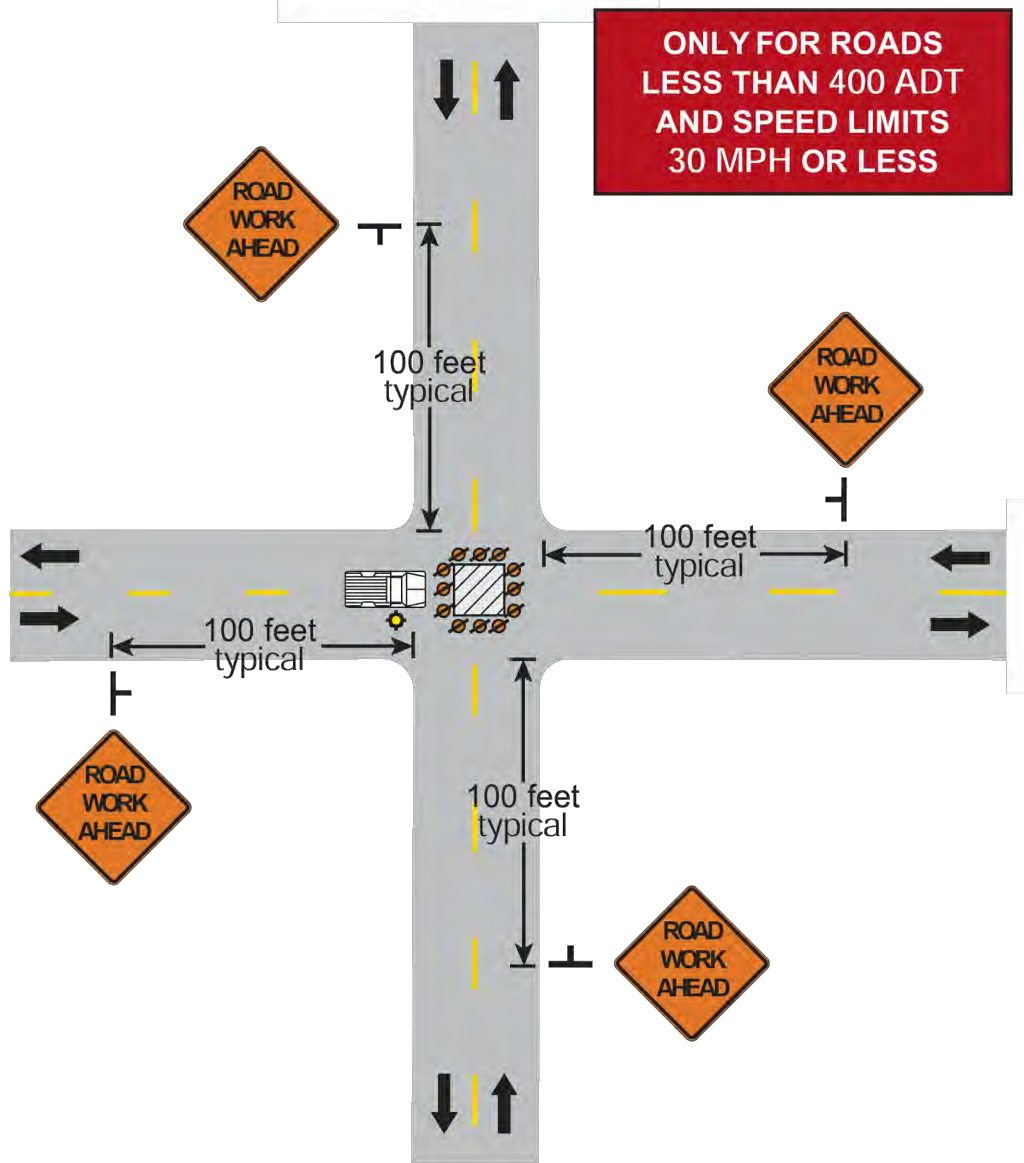 ONLY FOR ROADS
LESS THAN 400 ADT
AND SPEED LIMITS
30 MPH OR LESS
ROAD
WORK
AHEAD
100 feet
typical
ROAD
WORK
AHEAD
100 feet
typical
100 feet
typical
ROAD
WORK
AHEAD
100 feet
typical
ROAD
WORK
AHEAD